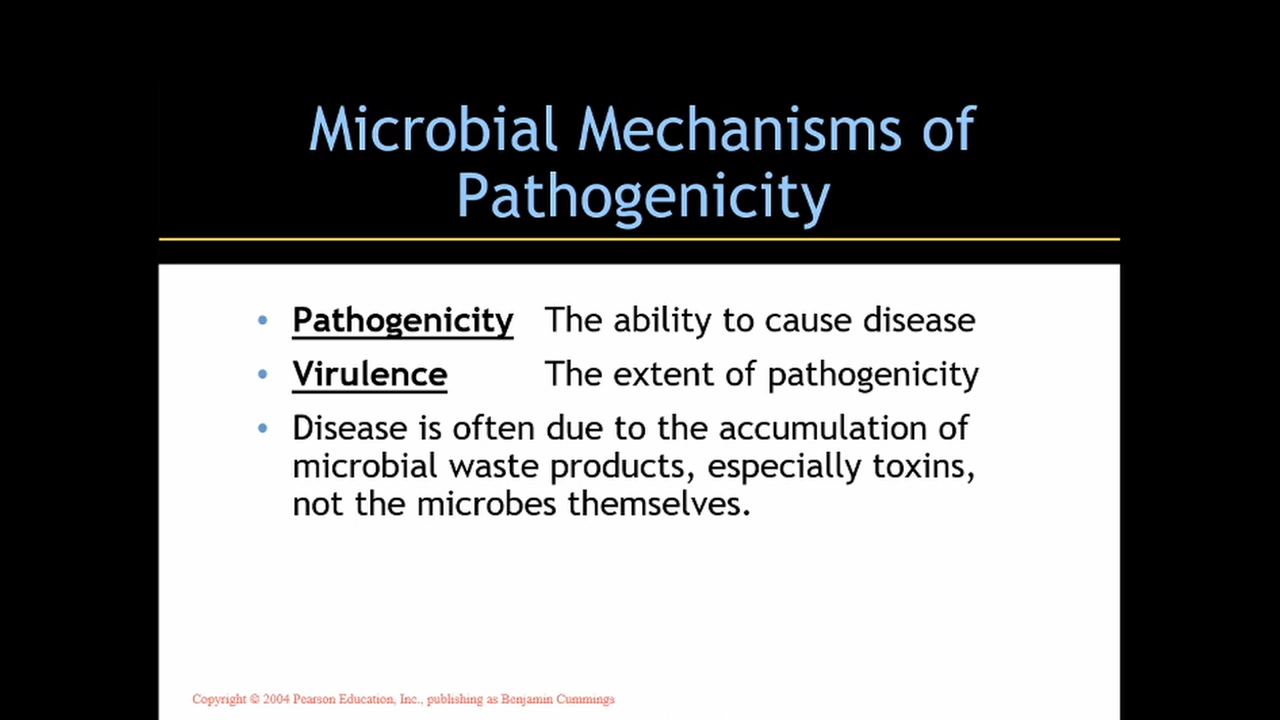 Microbial Mechanisms of
Pathogenicity
• Pathogenicity The ability to cause disease
• Virulence The extent of pathogenicity
• Disease is often due to the accumulation of
microbial waste products, especially toxins,
not the microbes themselves.
Copyright © 2004 Pearson Education, Inc., publishing as Benjamin Cummings